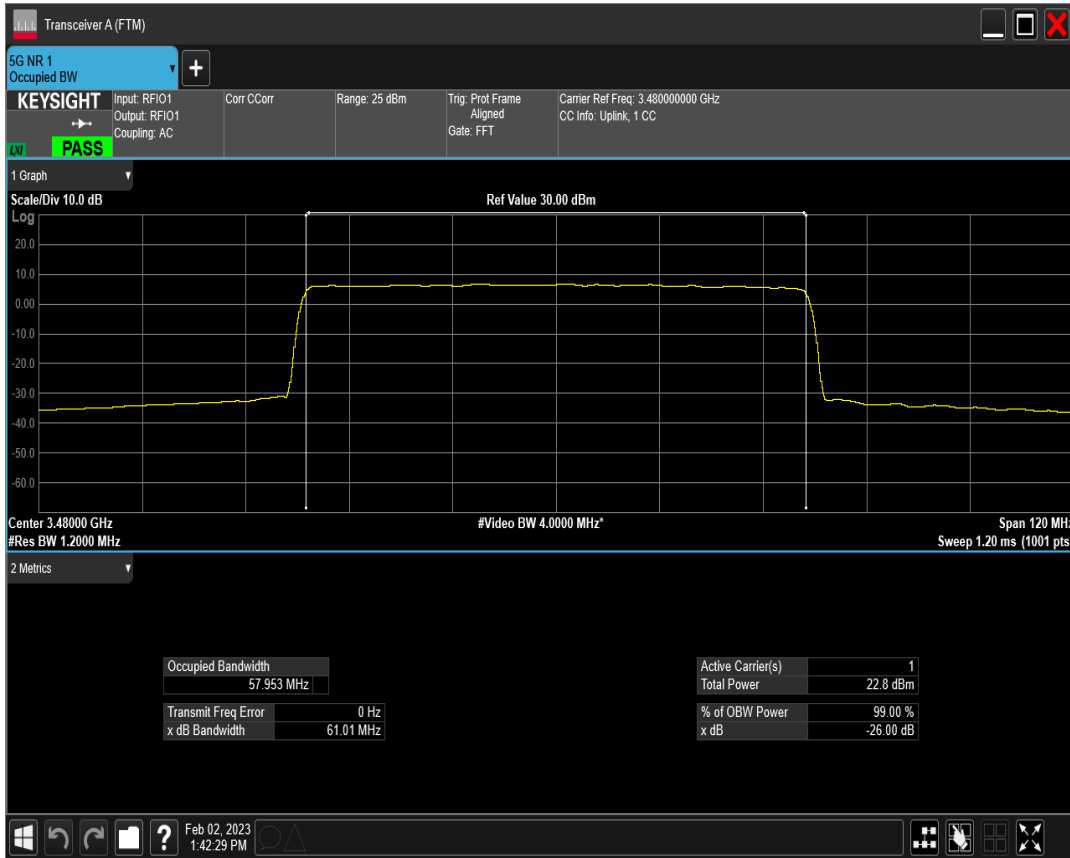 Transceiver A (FTM)
5G NR 1
Occupied BW
+
KEYSIGHT
LXI
PASS
Input: RFIO1
Output: RFIO1
Coupling: AC
Corr CCorr
Range: 25 dBm
Trig: Prot Frame
Aligned
Gate: FFT
Carrier Ref Freq: 3.480000000 GHz
CC Info: Uplink, 1 CC
1 Graph
Scale/Div 10.0 dB
Ref Value 30.00 dBm
Log
20.0
10.0
0.00
-10.0
-20.0
-30.0
-40.0
-50.0
-60.0
Center 3.48000 GHz
#Video BW 4.0000 MHz*
Span 120 MHz
#Res BW 1.2000 MHz
Sweep 1.20 ms (1001 pts
2 Metrics
Occupied Bandwidth
57.953 MHz
Transmit Freq Error 0 Hz
x dB Bandwidth 61.01 MHz
Active Carrier(s) 1
Total Power 22.8 dBm
% of OBW Power 99.00 %
x dB -26.00 dB
?
Feb 02, 2023
1:42:29 PM